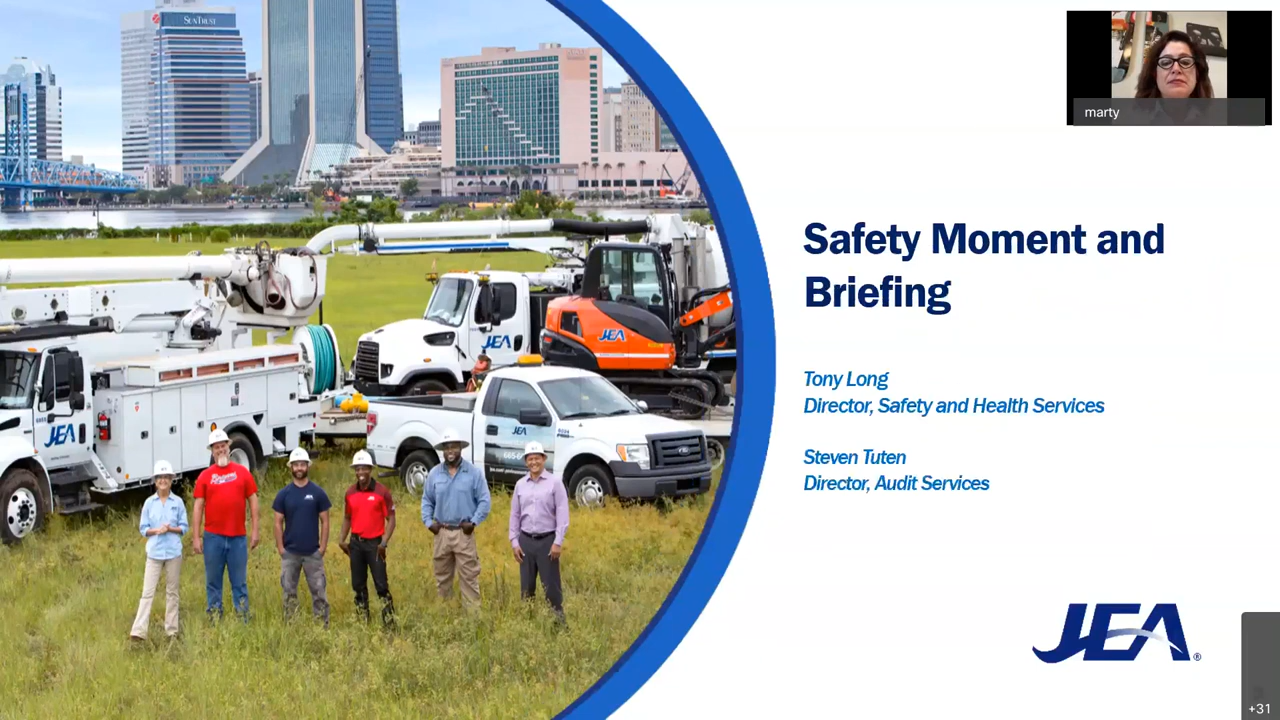 SUNTRUST
marty
Safety Moment and
Briefing
Tony Long
Director, Safety and Health Services
Steven Tuten
Director, Audit Services
JEA
JEA
JEA
JEA
JEA
JEA®
+31